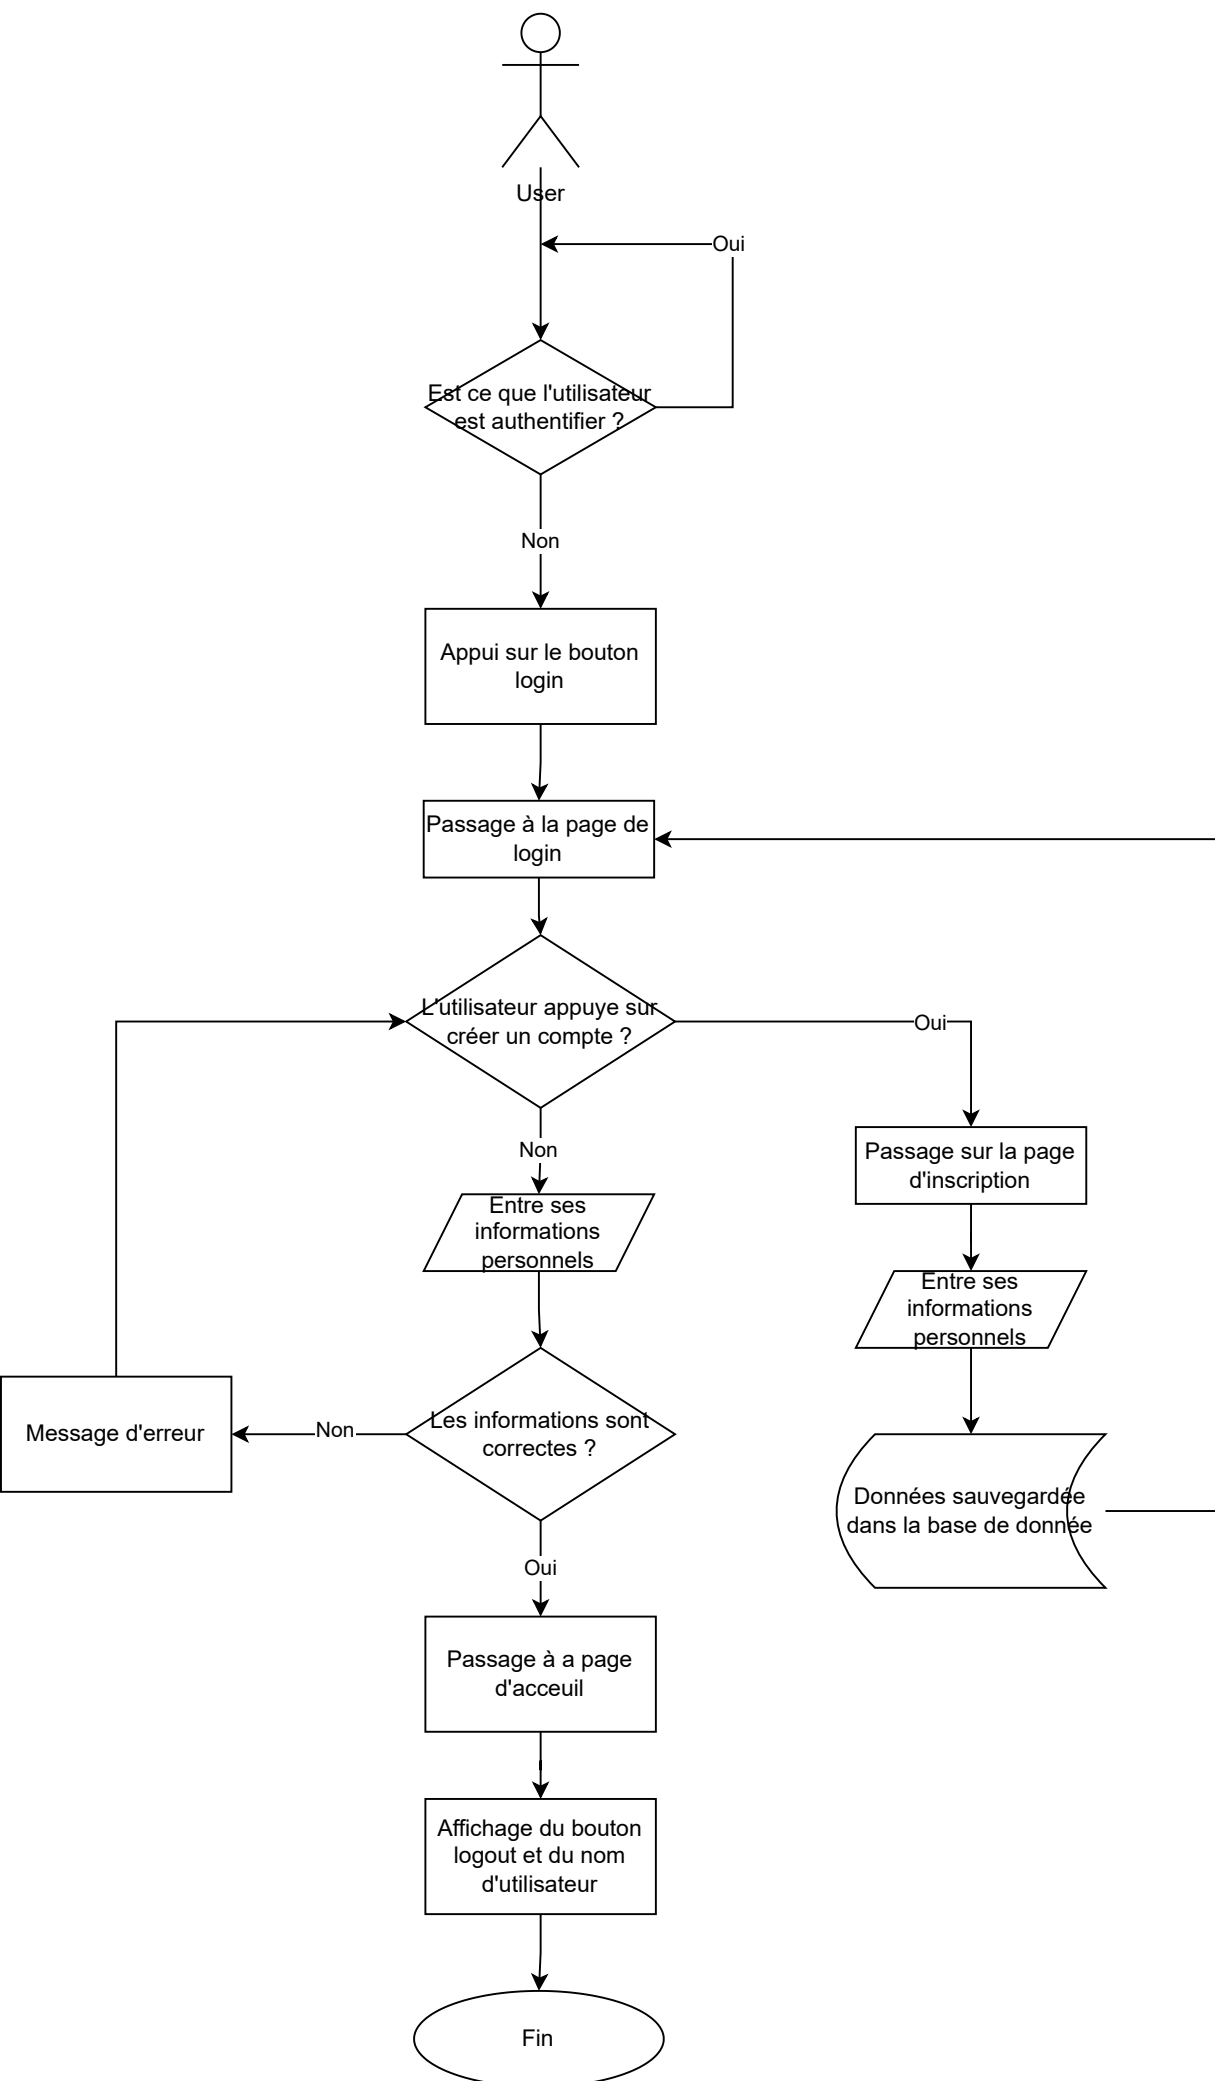 User
Oui
Est ce que l'utilisateur
est authentifier ?
Non
Appui sur le bouton
login
Passage à la page de
login
L'utilisateur appuye sur
créer un compte ?
Oui
Non
Passage sur la page
d'inscription
Entre ses
informations
personnels
Entre ses
informations
personnels
Les informations sont
correctes ?
Non
Message d'erreur
Données sauvegardée
dans la base de donnée
Oui
Passage à a page
d'acceuil
Affichage du bouton
logout et du nom
d'utilisateur
Fin